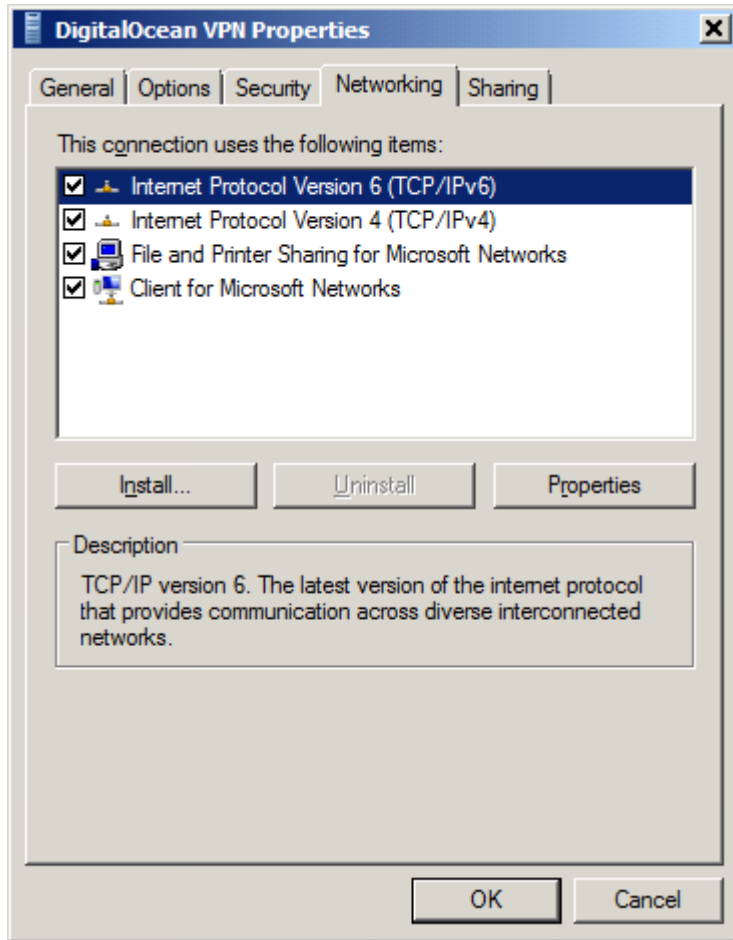 DigitalOcean VPN Properties
General Options Security Networking Sharing
This connection uses the following items:
Internet Protocol Version 6 (TCP/IPv6)
Internet Protocol Version 4 (TCP/IPv4)
File and Printer Sharing for Microsoft Networks
Client for Microsoft Networks
Install... Uninstall Properties
Description
TCP/IP version 6. The latest version of the internet protocol
that provides communication across diverse interconnected
networks.
OK Cancel